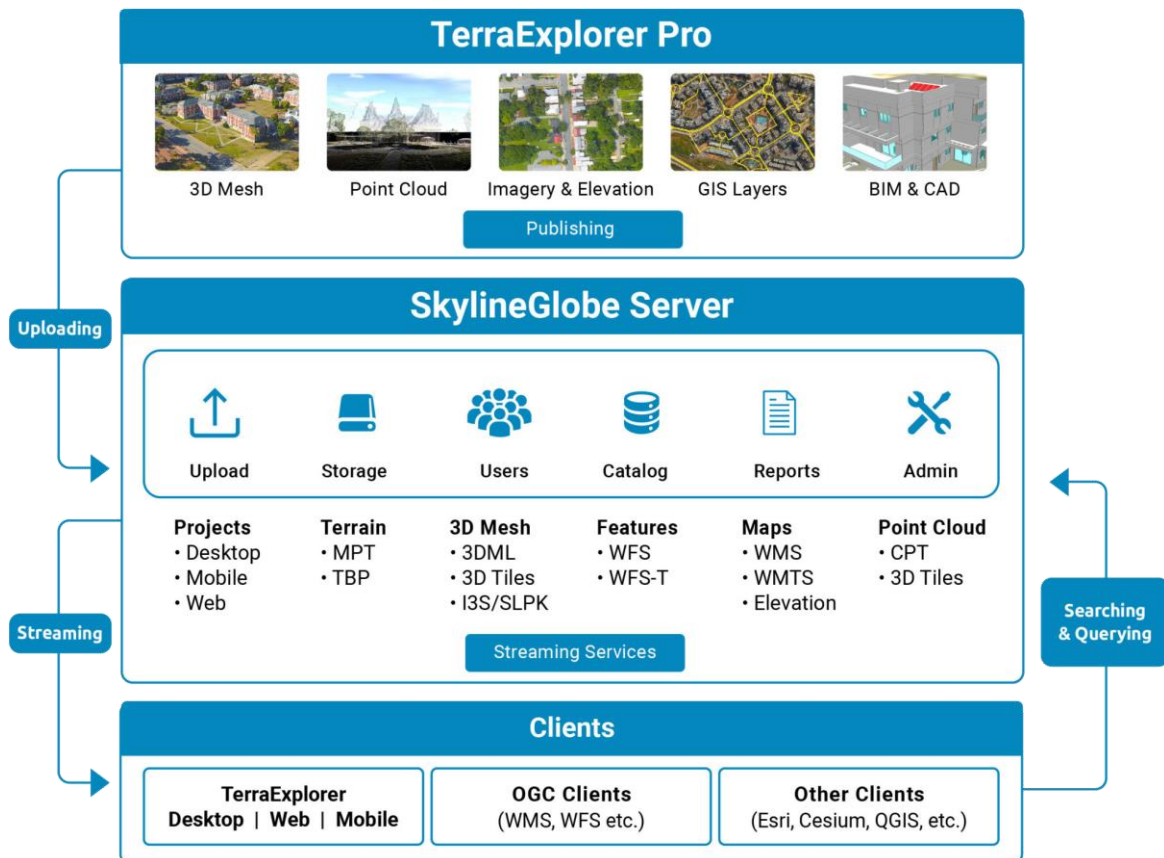 TerraExplorer Pro
3D Mesh
Point Cloud
Imagery & Elevation
GIS Layers
BIM & CAD
Publishing
Uploading
SkylineGlobe Server
Upload
Storage
Users
Catalog
Reports
Admin
Projects
• Desktop
• Mobile
• Web
Terrain
• MPT
• TBP
3D Mesh
• 3DML
• 3D Tiles
• I3S/SLPK
Features
• WFS
• WFS-T
Maps
• WMS
• WMTS
• Elevation
Point Cloud
• CPT
• 3D Tiles
Streaming Services
Streaming
Searching
& Querying
Clients
TerraExplorer
Desktop | Web | Mobile
OGC Clients
(WMS, WFS etc.)
Other Clients
(Esri, Cesium, QGIS, etc.)